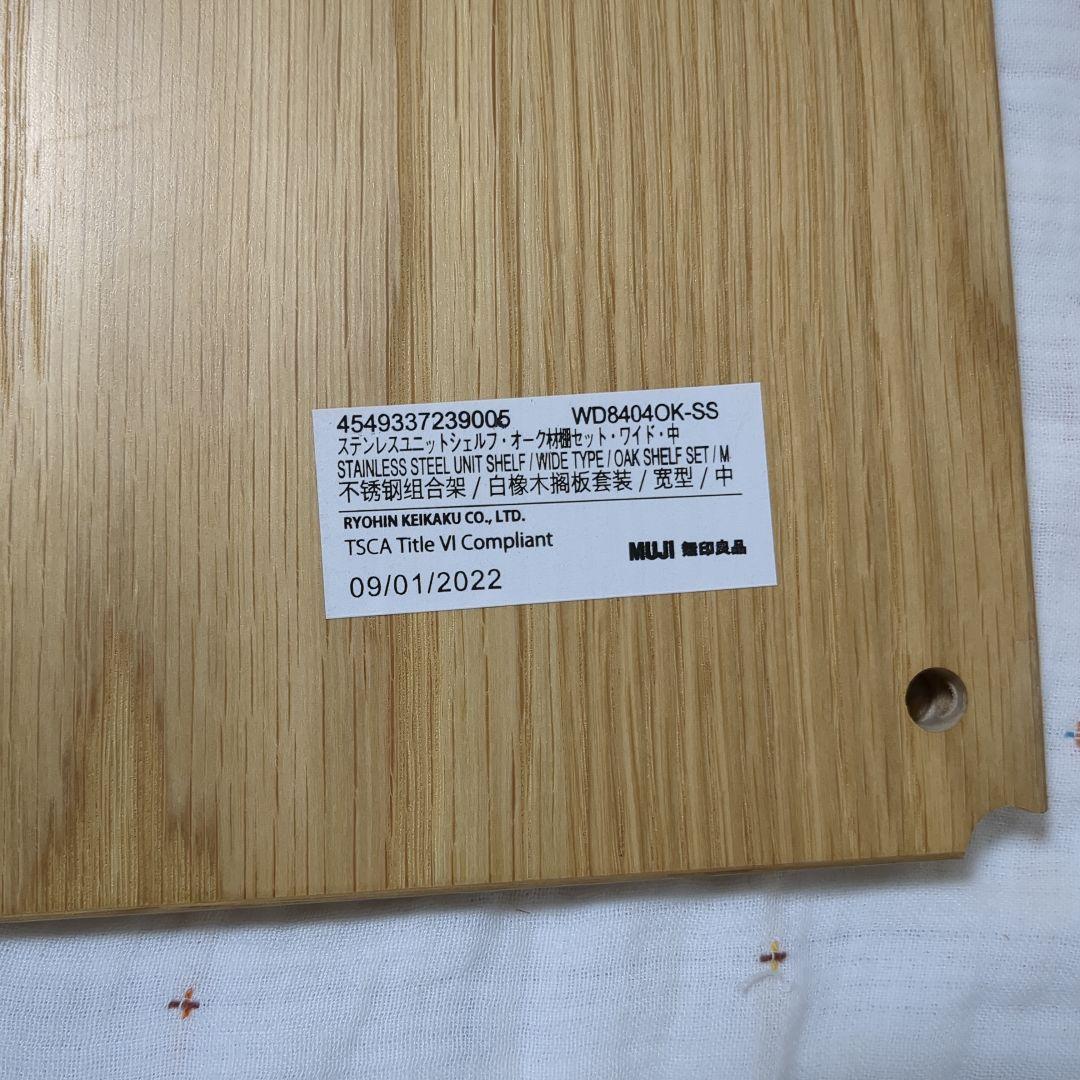 4549337239005 WD8404OK-SS
ステンレスユニットシェルフ・オーク材棚セット・ワイド・中
STAINLESS STEEL UNIT SHELF / WIDE TYPE / OAK SHELF SET / M
不锈钢组合架 / 白橡木搁板套装 / 宽型 / 中
RYOHIN KEIKAKU CO., LTD.
TSCA Title VI Compliant
MUJI 無印良品
09/01/2022